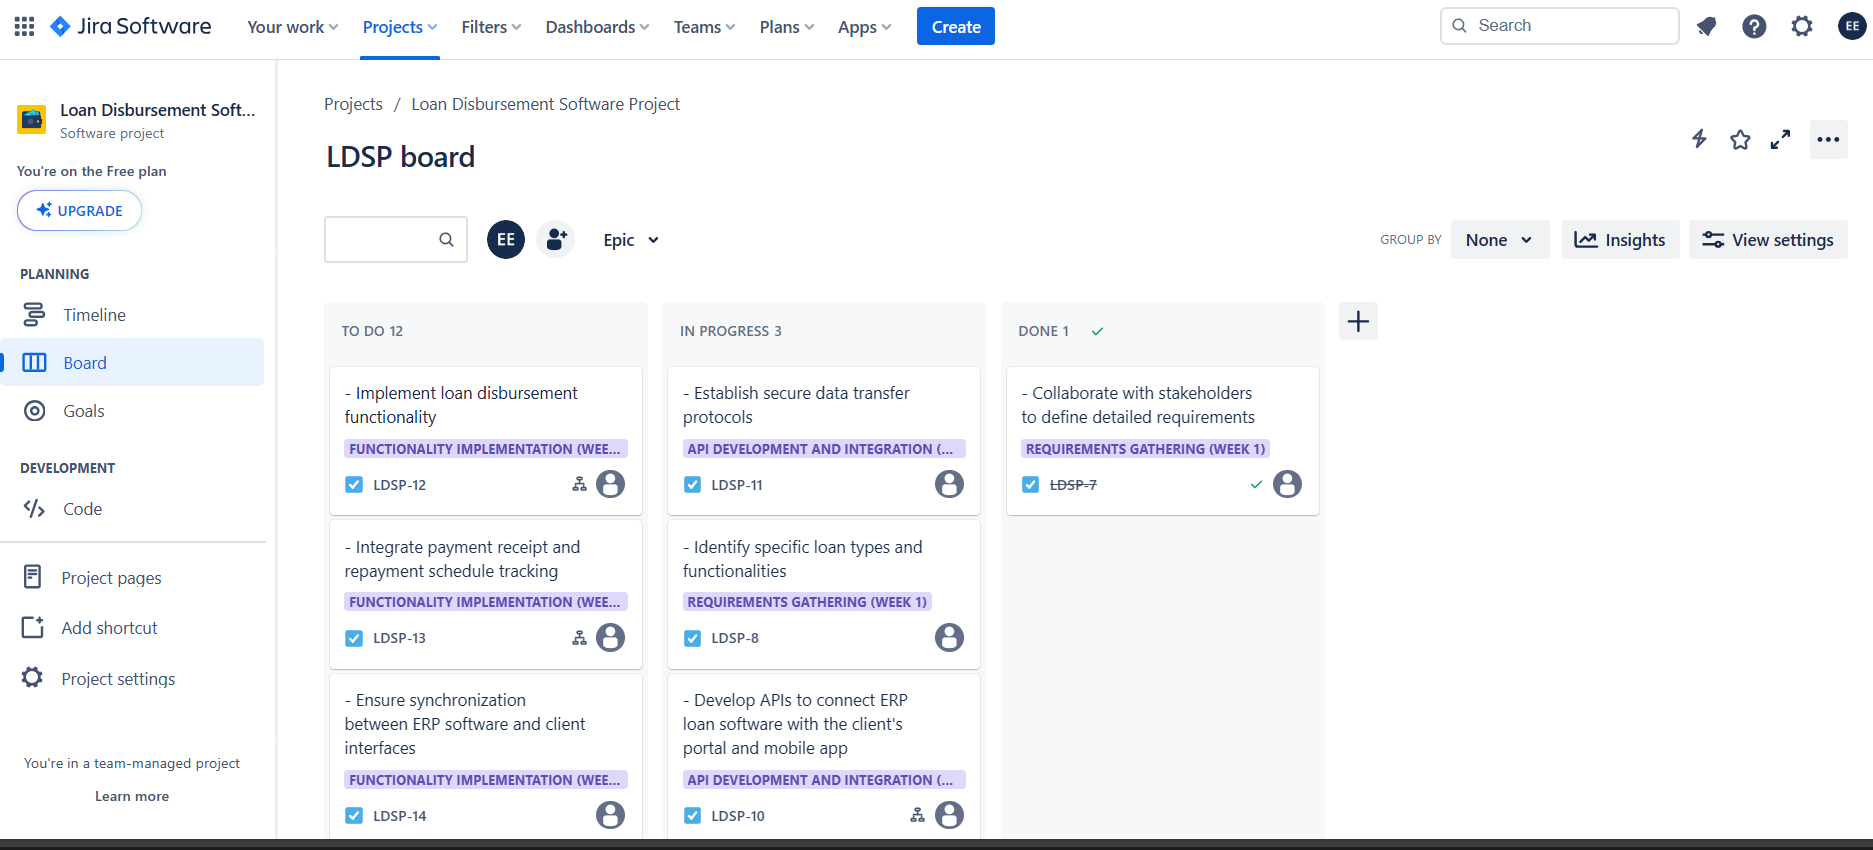 Jira Software
Your work
Projects
Filters
Dashboards
Teams
Plans
Apps
Create
Search
EE
Loan Disbursement Soft...
Software project
You're on the Free plan
UPGRADE
PLANNING
Timeline
Board
Goals
DEVELOPMENT
Code
Project pages
Add shortcut
Project settings
You're in a team-managed project
Learn more
Projects / Loan Disbursement Software Project
LDSP board
EE
Epic
GROUP BY
None
Insights
View settings
TO DO 12
- Implement loan disbursement
functionality
FUNCTIONALITY IMPLEMENTATION (WEE...
LDSP-12
- Integrate payment receipt and
repayment schedule tracking
FUNCTIONALITY IMPLEMENTATION (WEE...
LDSP-13
- Ensure synchronization
between ERP software and client
interfaces
FUNCTIONALITY IMPLEMENTATION (WEE...
LDSP-14
IN PROGRESS 3
- Establish secure data transfer
protocols
API DEVELOPMENT AND INTEGRATION (...
LDSP-11
- Identify specific loan types and
functionalities
REQUIREMENTS GATHERING (WEEK 1)
LDSP-8
- Develop APIs to connect ERP
loan software with the client's
portal and mobile app
API DEVELOPMENT AND INTEGRATION (...
LDSP-10
DONE 1
- Collaborate with stakeholders
to define detailed requirements
REQUIREMENTS GATHERING (WEEK 1)
LDSP-7